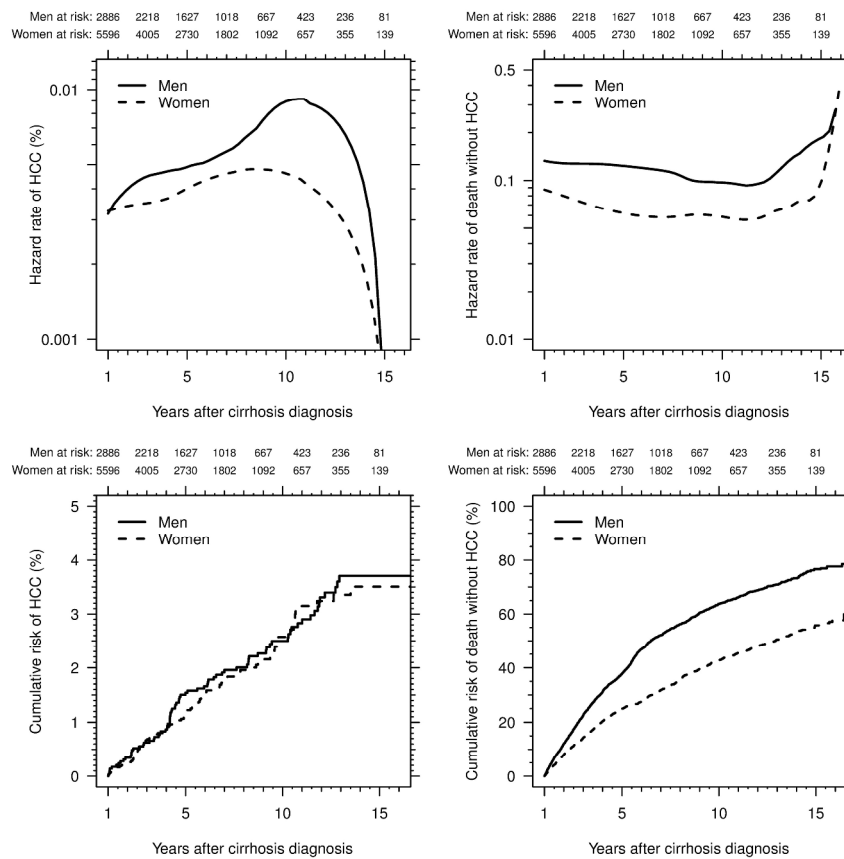 Men at risk: 2886 2218 1627 1018 667 423 236 81
Women at risk: 5596 4005 2730 1802 1092 657 355 139
0.01
0.001
Hazard rate of HCC (%)
Men
Women
1 5 10 15
Years after cirrhosis diagnosis
Men at risk: 2886 2218 1627 1018 667 423 236 81
Women at risk: 5596 4005 2730 1802 1092 657 355 139
0.5
0.1
0.01
Hazard rate of death without HCC
Men
Women
1 5 10 15
Years after cirrhosis diagnosis
Men at risk: 2886 2218 1627 1018 667 423 236 81
Women at risk: 5596 4005 2730 1802 1092 657 355 139
5
4
3
2
1
0
Cumulative risk of HCC (%)
Men
Women
1 5 10 15
Years after cirrhosis diagnosis
Men at risk: 2886 2218 1627 1018 667 423 236 81
Women at risk: 5596 4005 2730 1802 1092 657 355 139
100
80
60
40
20
0
Cumulative risk of death without HCC (%)
Men
Women
1 5 10 15
Years after cirrhosis diagnosis